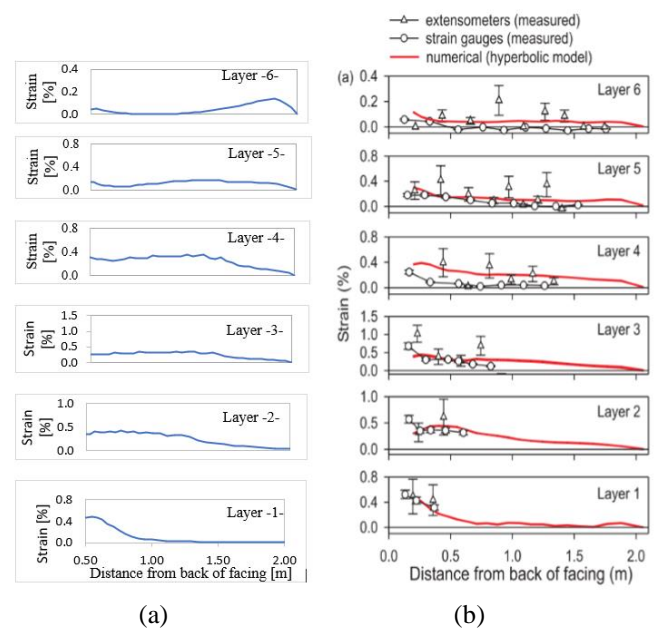 Strain
[%]
0.4
0.2
0.0
Layer -6-
Strain
[%]
0.8
0.4
0.0
Layer -5-
Strain
[%]
0.8
0.4
0.0
Layer -4-
Strain
[%]
1.5
1.0
0.5
0.0
Layer -3-
Strain
[%]
1.0
0.5
0.0
Layer -2-
Strain [%]
0.8
0.4
0.0
Layer -1-
0.50 1.00 1.50 2.00
Distance from back of facing [m]
(a)
extensometers (measured)
strain gauges (measured)
numerical (hyperbolic model)
(a)
0.4
0.2
0.0
Layer 6
0.8
0.4
0.0
Layer 5
0.8
0.4
0.0
Layer 4
Strain (%)
1.5
1.0
0.5
0.0
Layer 3
1.0
0.5
0.0
Layer 2
0.8
0.4
0.0
Layer 1
0.0 0.5 1.0 1.5 2.0
Distance from back of facing (m)
(b)